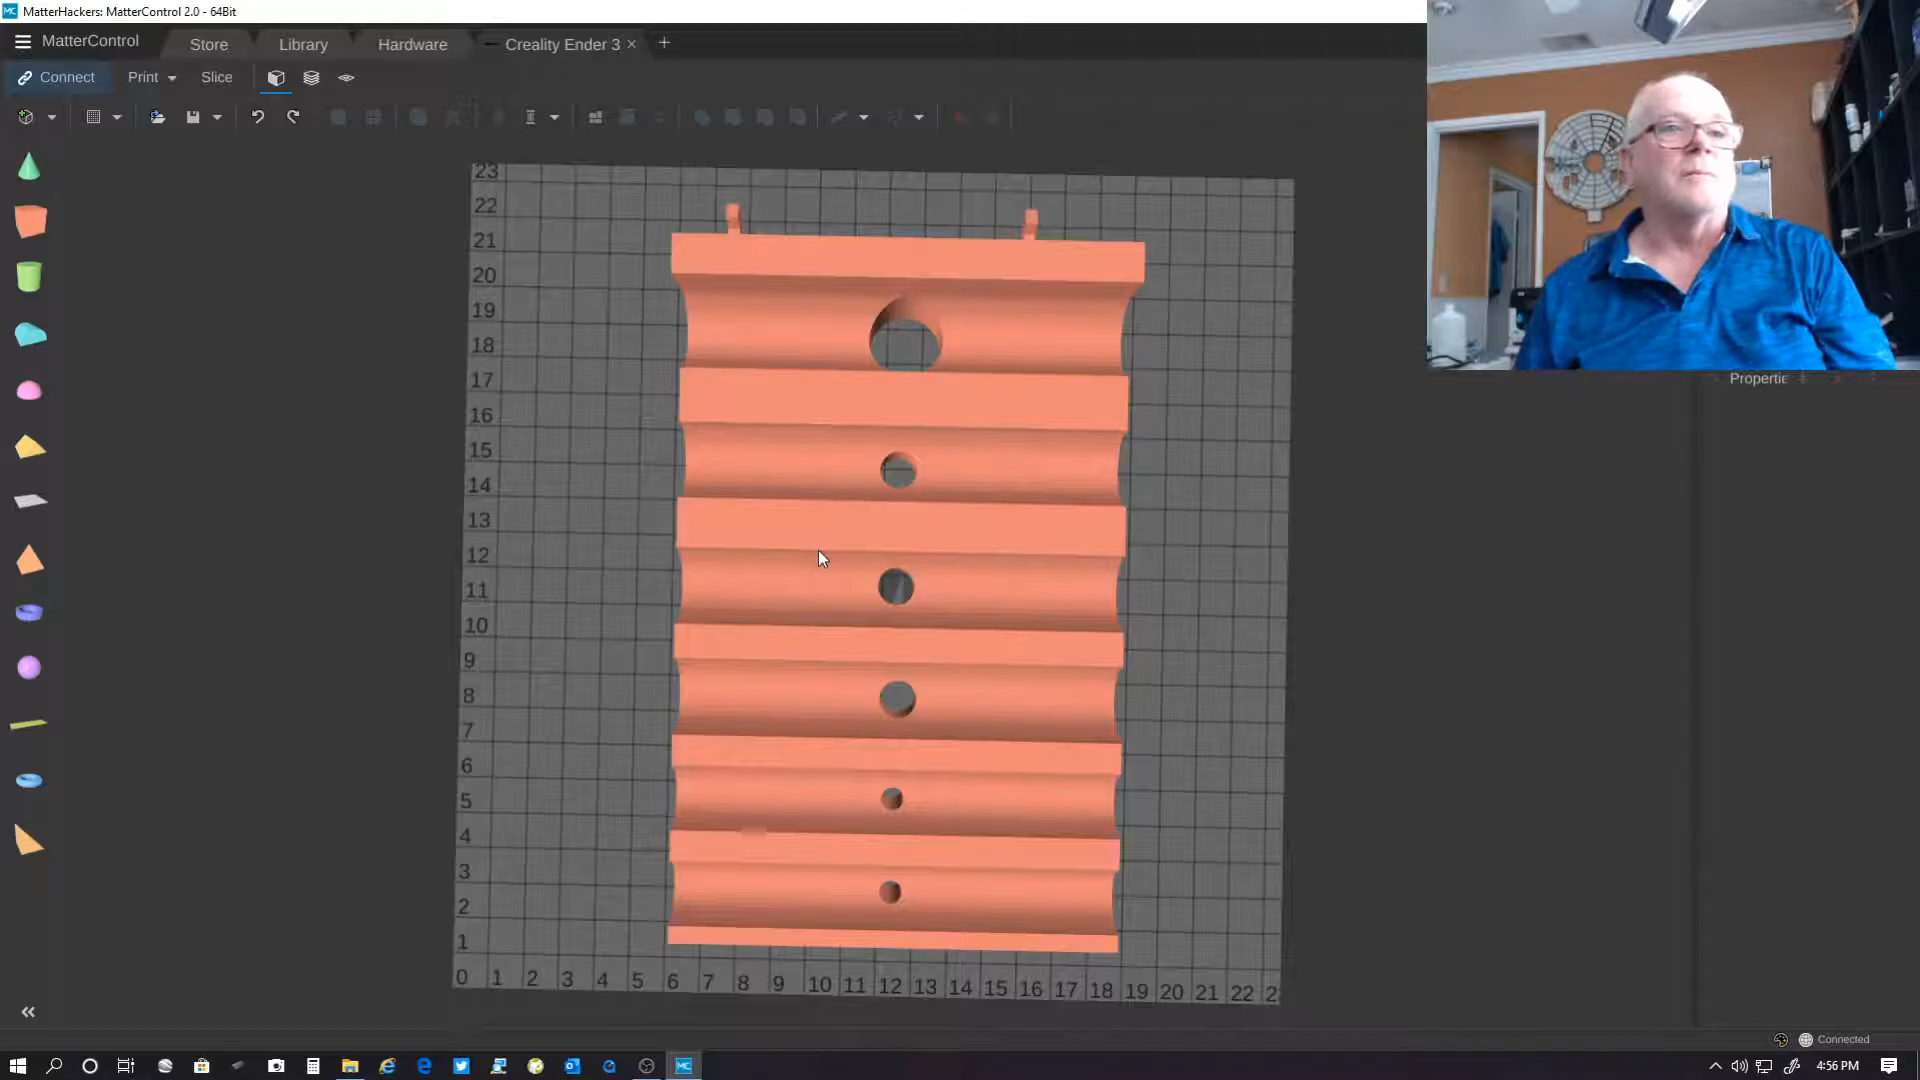 MatterHackers: MatterControl 2.0 - 64Bit
MatterControl
Store
Library
Hardware
Creality Ender 3
Connect
Print
Slice
Propertie
23
22
21
20
19
18
17
16
15
14
13
12
11
10
9
8
7
6
5
4
3
2
1
0 1 2 3 4 5 6 7 8 9 10 11 12 13 14 15 16 17 18 19 20 21 22 2
Connected
MC
4:56 PM